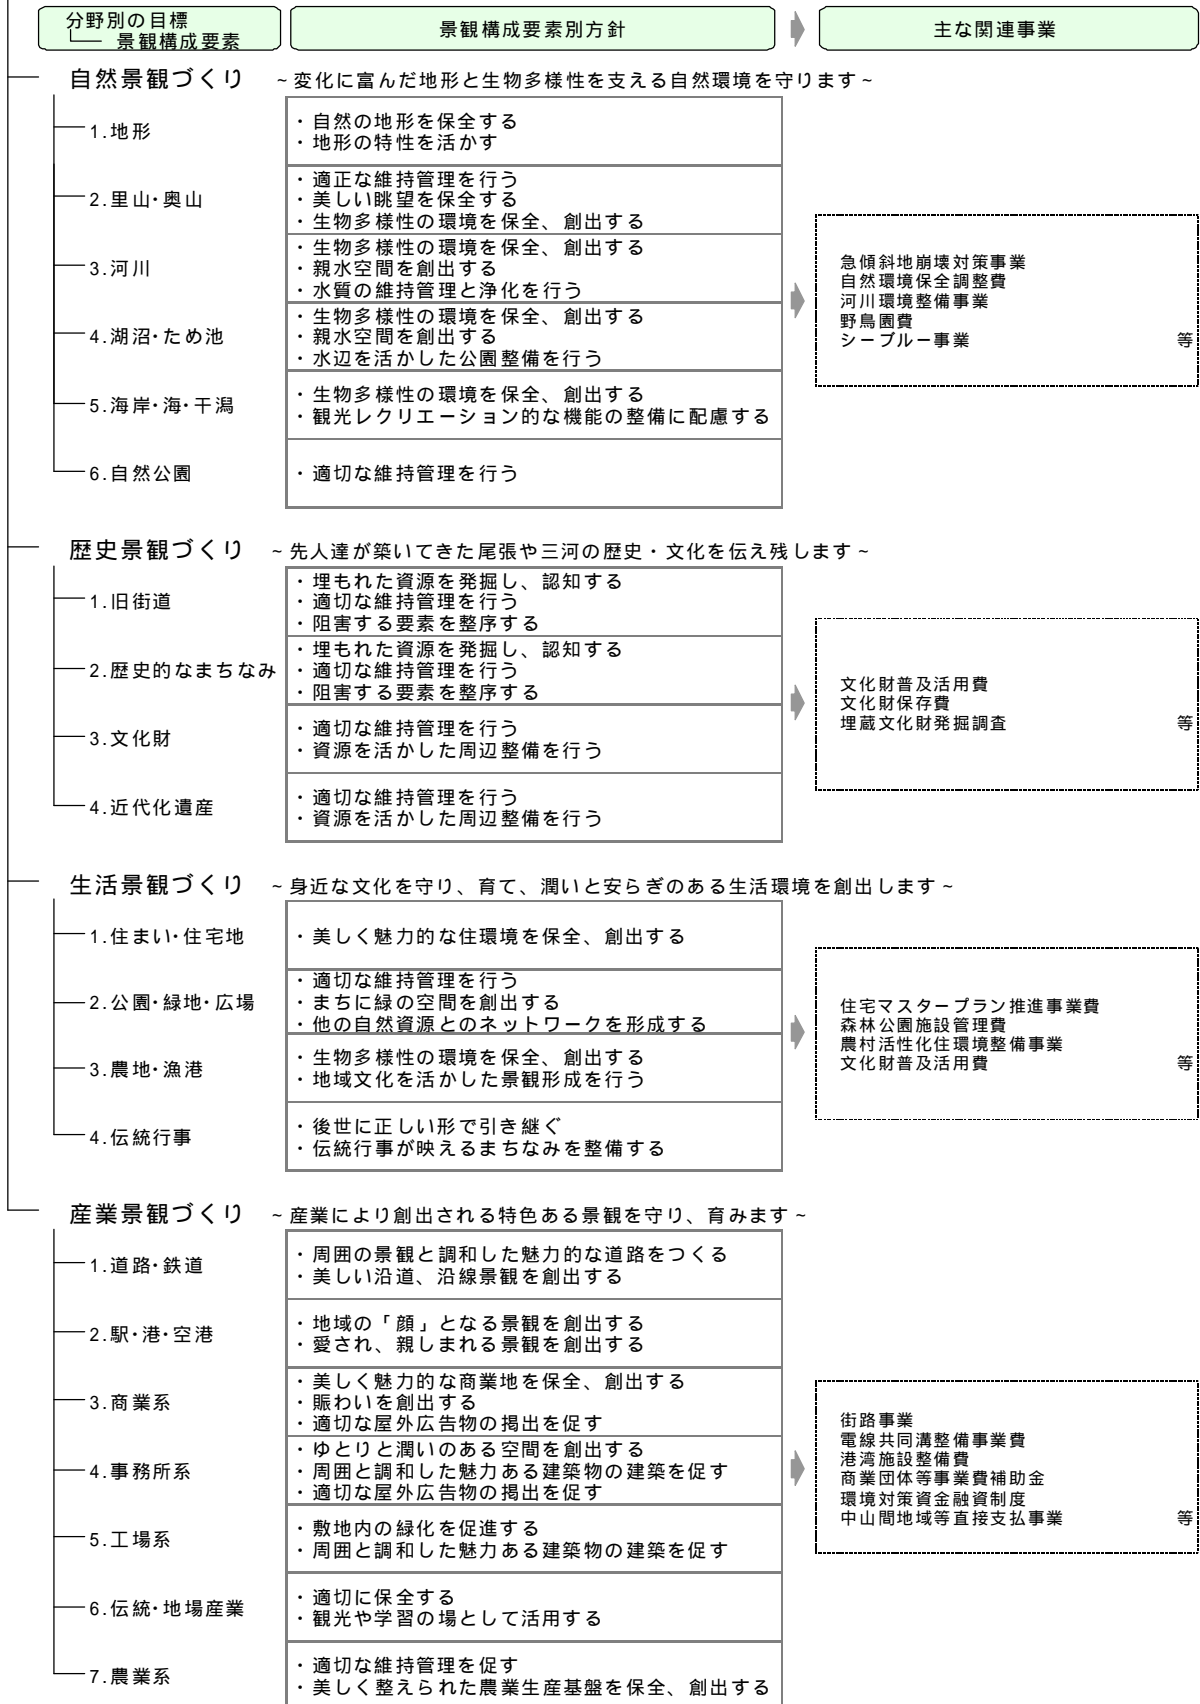 分野別の目標
景観構成要素
景観構成要素別方針
主な関連事業
自然景観づくり ~変化に富んだ地形と生物多様性を支える自然環境を守ります~
1.地形
・自然の地形を保全する
・地形の特性を活かす
2.里山・奥山
・適正な維持管理を行う
・美しい眺望を保全する
・生物多様性の環境を保全、創出する
3.河川
・生物多様性の環境を保全、創出する
・親水空間を創出する
・水質の維持管理と浄化を行う
4.湖沼・ため池
・生物多様性の環境を保全、創出する
・親水空間を創出する
・水辺を活かした公園整備を行う
5.海岸・海・干潟
・生物多様性の環境を保全、創出する
・観光レクリエーション的な機能の整備に配慮する
6.自然公園
・適切な維持管理を行う
急傾斜地崩壊対策事業
自然環境保全調整費
河川環境整備事業
野鳥園費
シーブルー事業 等
歴史景観づくり ~先人達が築いてきた尾張や三河の歴史・文化を伝え残します~
1.旧街道
・埋もれた資源を発掘し、認知する
・適切な維持管理を行う
・阻害する要素を整序する
2.歴史的なまちなみ
・埋もれた資源を発掘し、認知する
・適切な維持管理を行う
・阻害する要素を整序する
3.文化財
・適切な維持管理を行う
・資源を活かした周辺整備を行う
4.近代化遺産
・適切な維持管理を行う
・資源を活かした周辺整備を行う
文化財普及活用費
文化財保存費
埋蔵文化財発掘調査 等
生活景観づくり ~身近な文化を守り、育て、潤いと安らぎのある生活環境を創出します~
1.住まい・住宅地
・美しく魅力的な住環境を保全、創出する
2.公園・緑地・広場
・適切な維持管理を行う
・まちに緑の空間を創出する
・他の自然資源とのネットワークを形成する
3.農地・漁港
・生物多様性の環境を保全、創出する
・地域文化を活かした景観形成を行う
4.伝統行事
・後世に正しい形で引き継ぐ
・伝統行事が映えるまちなみを整備する
住宅マスタープラン推進事業費
森林公園施設管理費
農村活性化住環境整備事業
文化財普及活用費 等
産業景観づくり ~産業により創出される特色ある景観を守り、育みます~
1.道路・鉄道
・周囲の景観と調和した魅力的な道路をつくる
・美しい沿道、沿線景観を創出する
2.駅・港・空港
・地域の「顔」となる景観を創出する
・愛され、親しまれる景観を創出する
3.商業系
・美しく魅力的な商業地を保全、創出する
・賑わいを創出する
・適切な屋外広告物の掲出を促す
4.事務所系
・ゆとりと潤いのある空間を創出する
・周囲と調和した魅力ある建築物の建築を促す
・適切な屋外広告物の掲出を促す
5.工場系
・敷地内の緑化を促進する
・周囲と調和した魅力ある建築物の建築を促す
6.伝統・地場産業
・適切に保全する
・観光や学習の場として活用する
7.農業系
・適切な維持管理を促す
・美しく整えられた農業生産基盤を保全、創出する
街路事業
電線共同溝整備事業費
港湾施設整備費
商業団体等事業費補助金
環境対策資金融資制度
中山間地域等直接支払事業 等